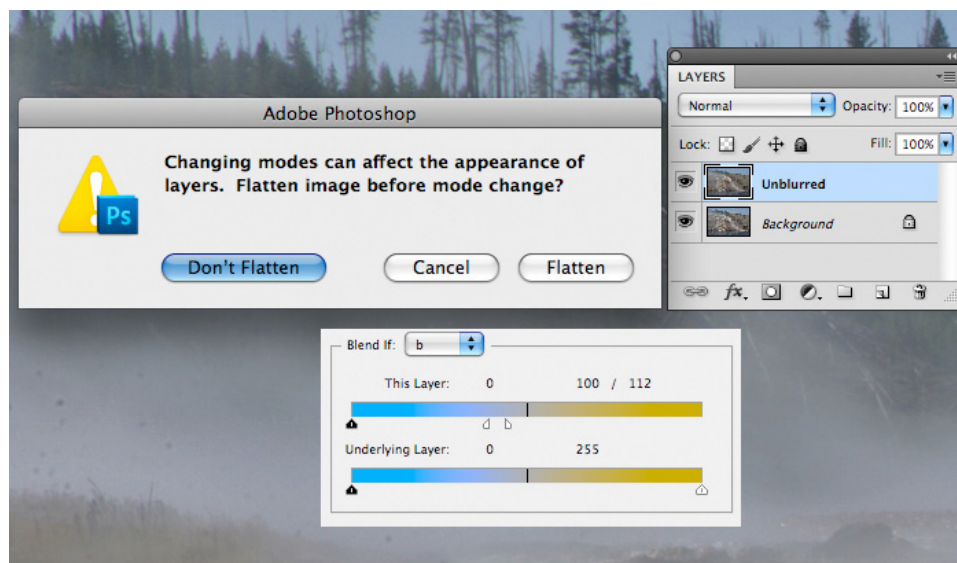 Adobe Photoshop
Changing modes can affect the appearance of
layers. Flatten image before mode change?
Ps
Don't Flatten
Cancel
Flatten
LAYERS
Normal
Opacity: 100%
Lock:
Fill: 100%
Unblurred
Background
fx.
Blend If: b
This Layer: 0 100 / 112
Underlying Layer: 0 255